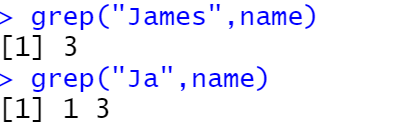 > grep("James",name)
[1] 3
> grep("Ja",name)
[1] 1 3